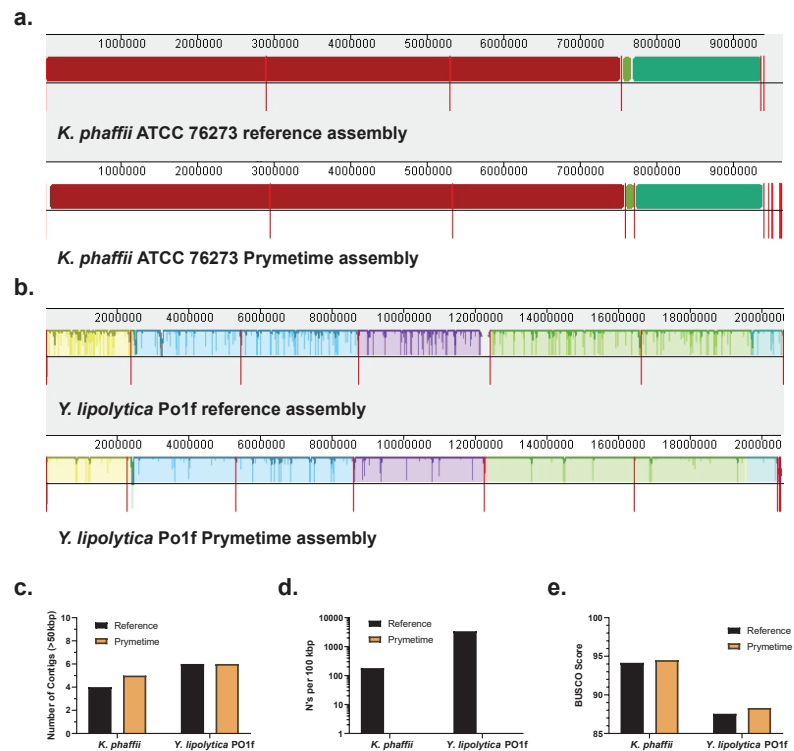 a.
1000000 2000000 3000000 4000000 5000000 6000000 7000000 8000000 9000000
K. phaffii ATCC 76273 reference assembly
1000000 2000000 3000000 4000000 5000000 6000000 7000000 8000000 9000000
K. phaffii ATCC 76273 Prymetime assembly
b.
2000000 4000000 6000000 8000000 10000000 12000000 14000000 16000000 18000000 2000000
Y. lipolytica Po1f reference assembly
2000000 4000000 6000000 8000000 10000000 12000000 14000000 16000000 18000000 2000000
Y. lipolytica Po1f Prymetime assembly
c.
Number of Contigs (>50kbp)
10
8
6
4
2
0
Reference
Prymetime
K. phaffii
Y. lipolytica PO1f
d.
N's per 100 kbp
10000
1000
100
10
1
Reference
Prymetime
K. phaffii
Y. lipolytica PO1f
e.
BUSCO Score
100
95
90
85
Reference
Prymetime
K. phaffii
Y. lipolytica PO1f